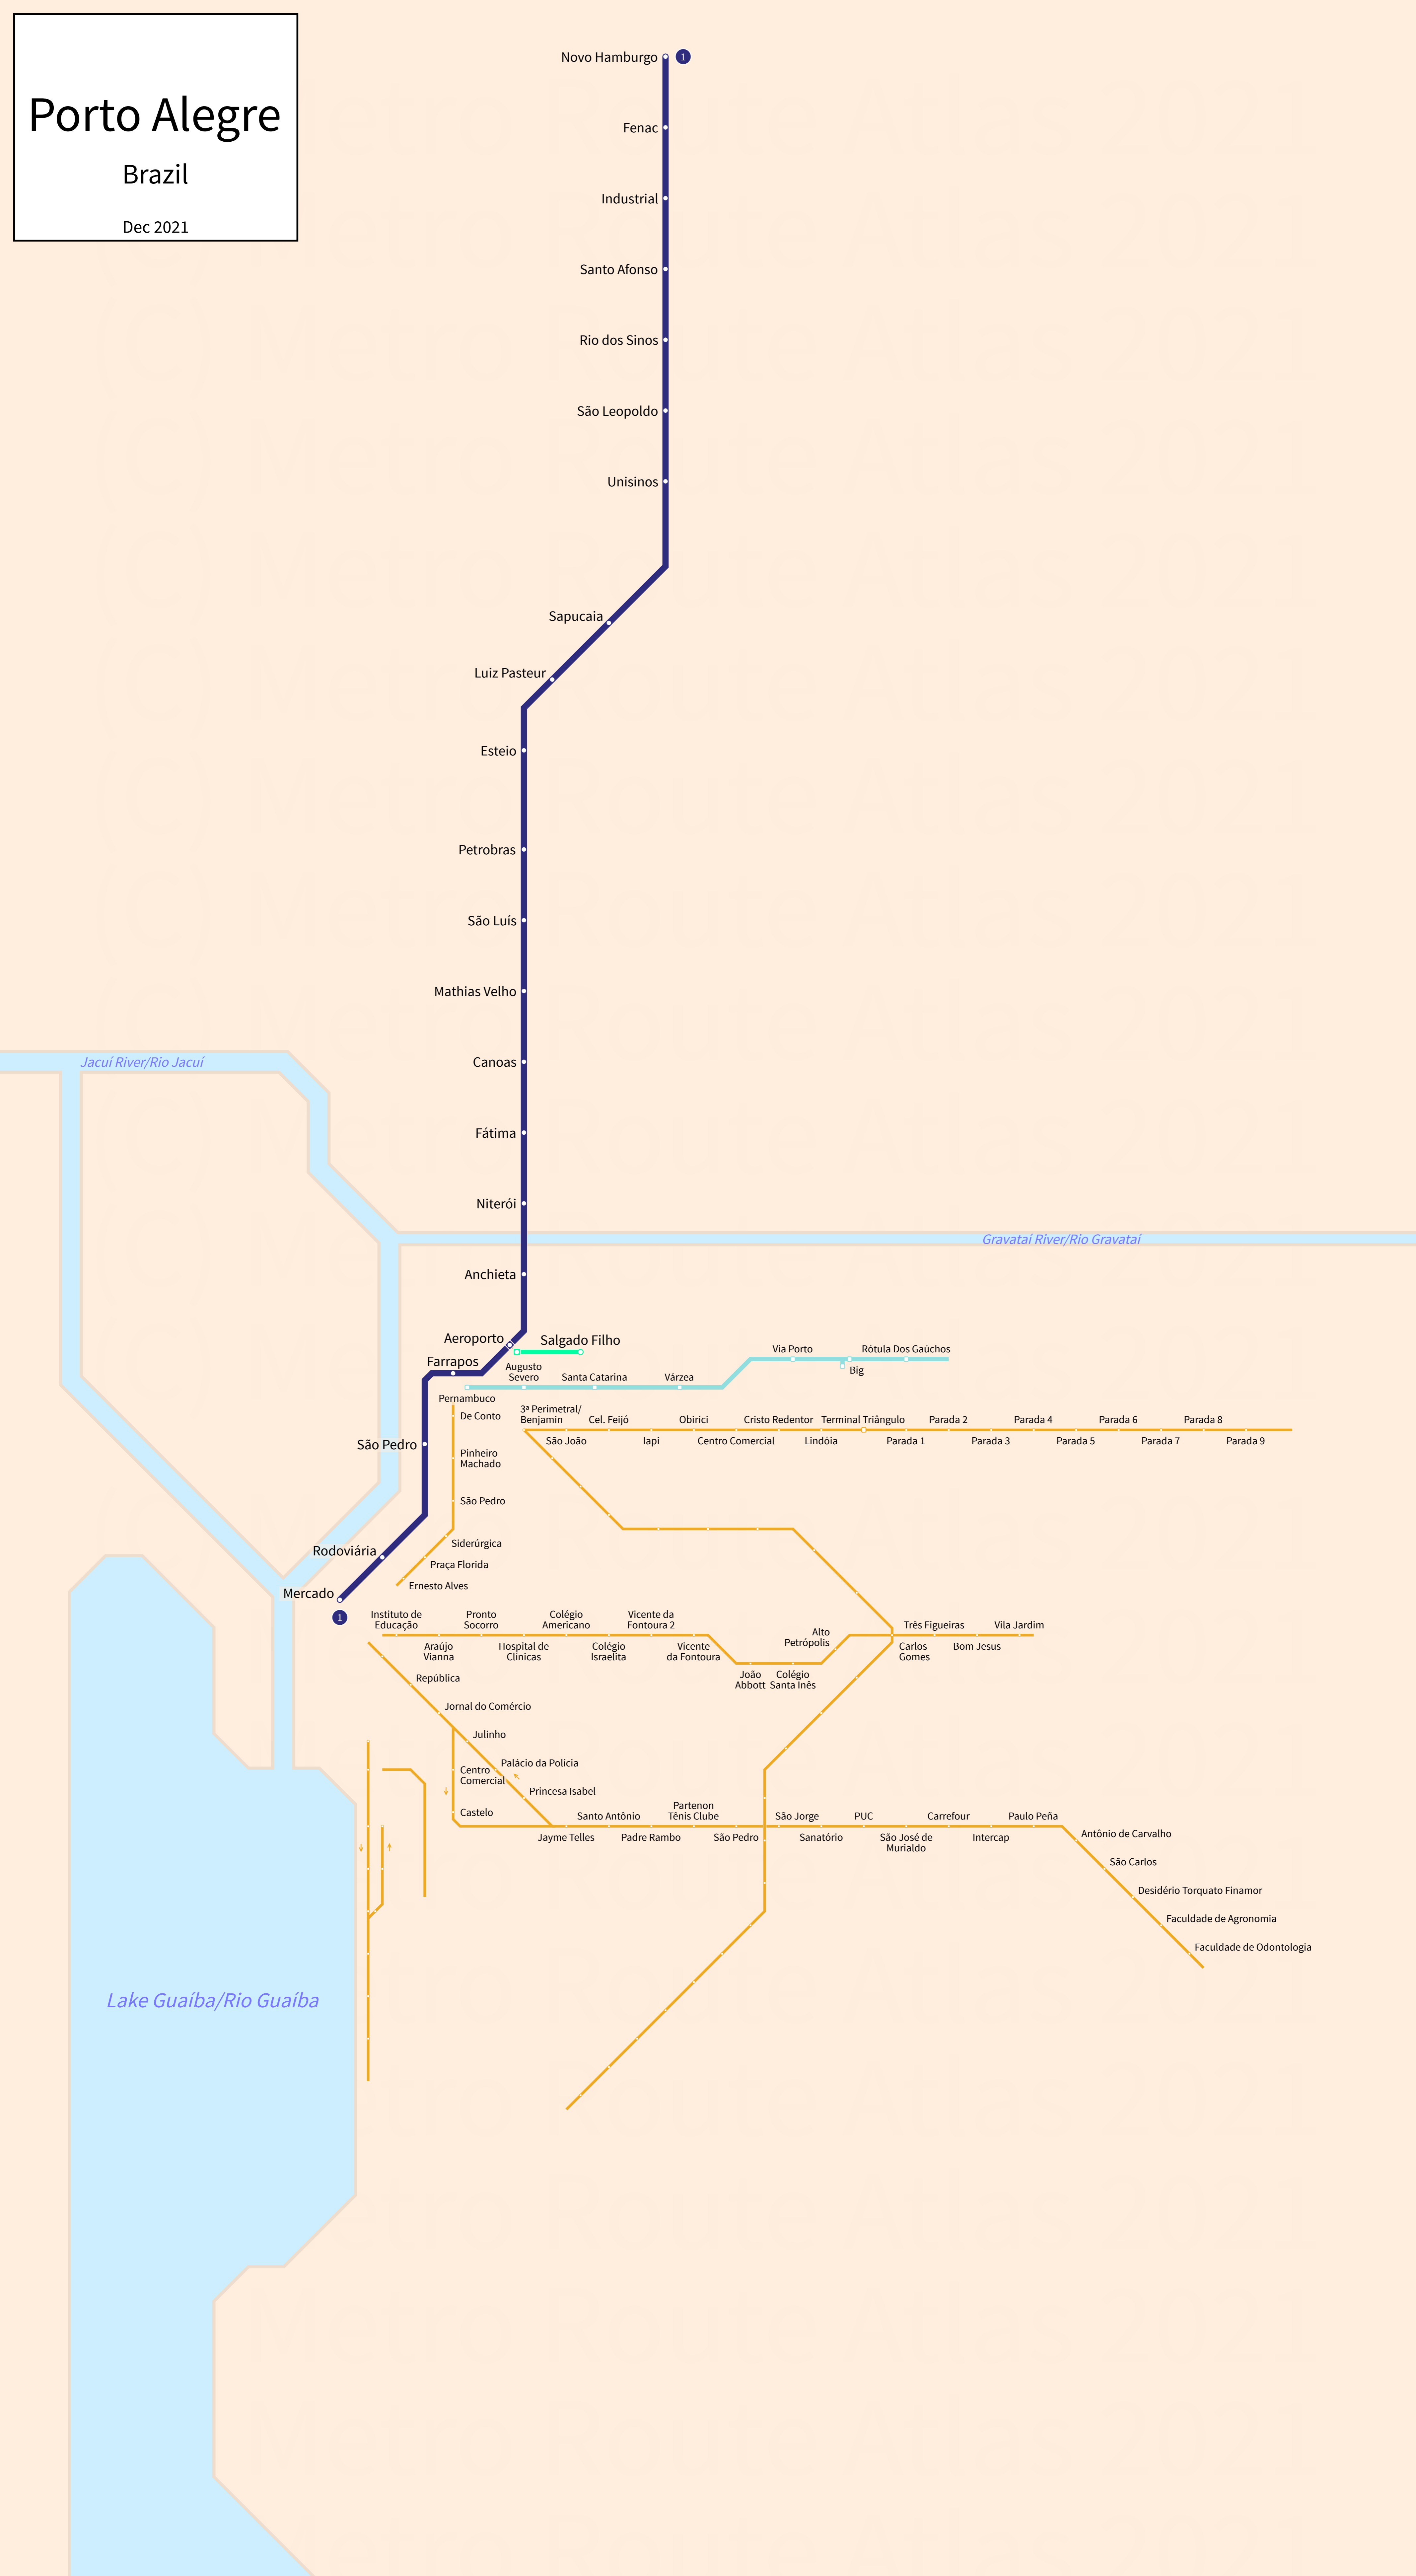 Porto Alegre
Brazil
Dec 2021
Novo Hamburgo
1
Fenac
Industrial
Santo Afonso
Rio dos Sinos
São Leopoldo
Unisinos
Sapucaia
Luiz Pasteur
Esteio
Petrobras
São Luís
Mathias Velho
Canoas
Jacuí River/Rio Jacuí
Fátima
Niterói
Gravataí River/Rio Gravataí
Anchieta
Aeroporto
Salgado Filho
Farrapos
Augusto
Severo
Santa Catarina
Várzea
Via Porto
Rótula Dos Gaúchos
Big
Pernambuco
De Conto
Pinheiro
Machado
São Pedro
São Pedro
Siderúrgica
Praça Florida
Ernesto Alves
Rodoviária
Mercado
1
3ª Perimetral/
Benjamin
São João
Cel. Feijó
Iapi
Obirici
Centro Comercial
Cristo Redentor
Lindóia
Terminal Triângulo
Parada 1
Parada 2
Parada 3
Parada 4
Parada 5
Parada 6
Parada 7
Parada 8
Parada 9
Instituto de
Educação
Araújo
Vianna
Pronto
Socorro
Hospital de
Clínicas
Colégio
Americano
Colégio
Israelita
Vicente da
Fontoura 2
Vicente
da Fontoura
João
Abbott
Colégio
Santa Inês
Alto
Petrópolis
Carlos
Gomes
Três Figueiras
Bom Jesus
Vila Jardim
República
Jornal do Comércio
Julinho
Palácio da Polícia
Princesa Isabel
Centro
Comercial
Castelo
Jayme Telles
Santo Antônio
Padre Rambo
Partenon
Tênis Clube
São Pedro
São Jorge
Sanatório
PUC
São José de
Murialdo
Carrefour
Intercap
Paulo Peña
Antônio de Carvalho
São Carlos
Desidério Torquato Finamor
Faculdade de Agronomia
Faculdade de Odontologia
Lake Guaíba/Rio Guaíba